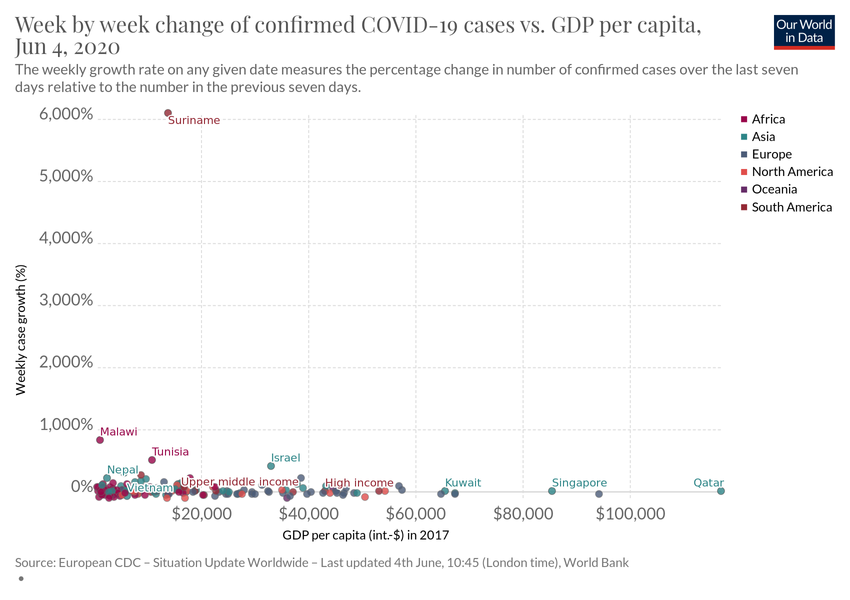 Week by week change of confirmed COVID-19 cases vs. GDP per capita,
Jun 4, 2020
Our World
in Data
The weekly growth rate on any given date measures the percentage change in number of confirmed cases over the last seven
days relative to the number in the previous seven days.
6,000%
5,000%
4,000%
3,000%
2,000%
1,000%
0%
Weekly case growth (%)
Suriname
Malawi
Tunisia
Israel
Nepal
Vietnam
Upper middle income
High income
Kuwait
Singapore
Qatar
$20,000
$40,000
$60,000
$80,000
$100,000
GDP per capita (int.-$) in 2017
Africa
Asia
Europe
North America
Oceania
South America
Source: European CDC – Situation Update Worldwide – Last updated 4th June, 10:45 (London time), World Bank